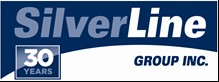 SilverLine
30
YEARS
GROUP INC.